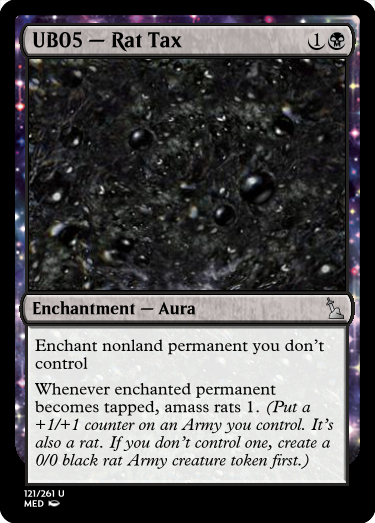 UB05 — Rat Tax 1
Enchantment — Aura
Enchant nonland permanent you don't
control
Whenever enchanted permanent
becomes tapped, amass rats 1. (Put a
+1/+1 counter on an Army you control. It's
also a rat. If you don't control one, create a
0/0 black rat Army creature token first.)
121/261 U
MED